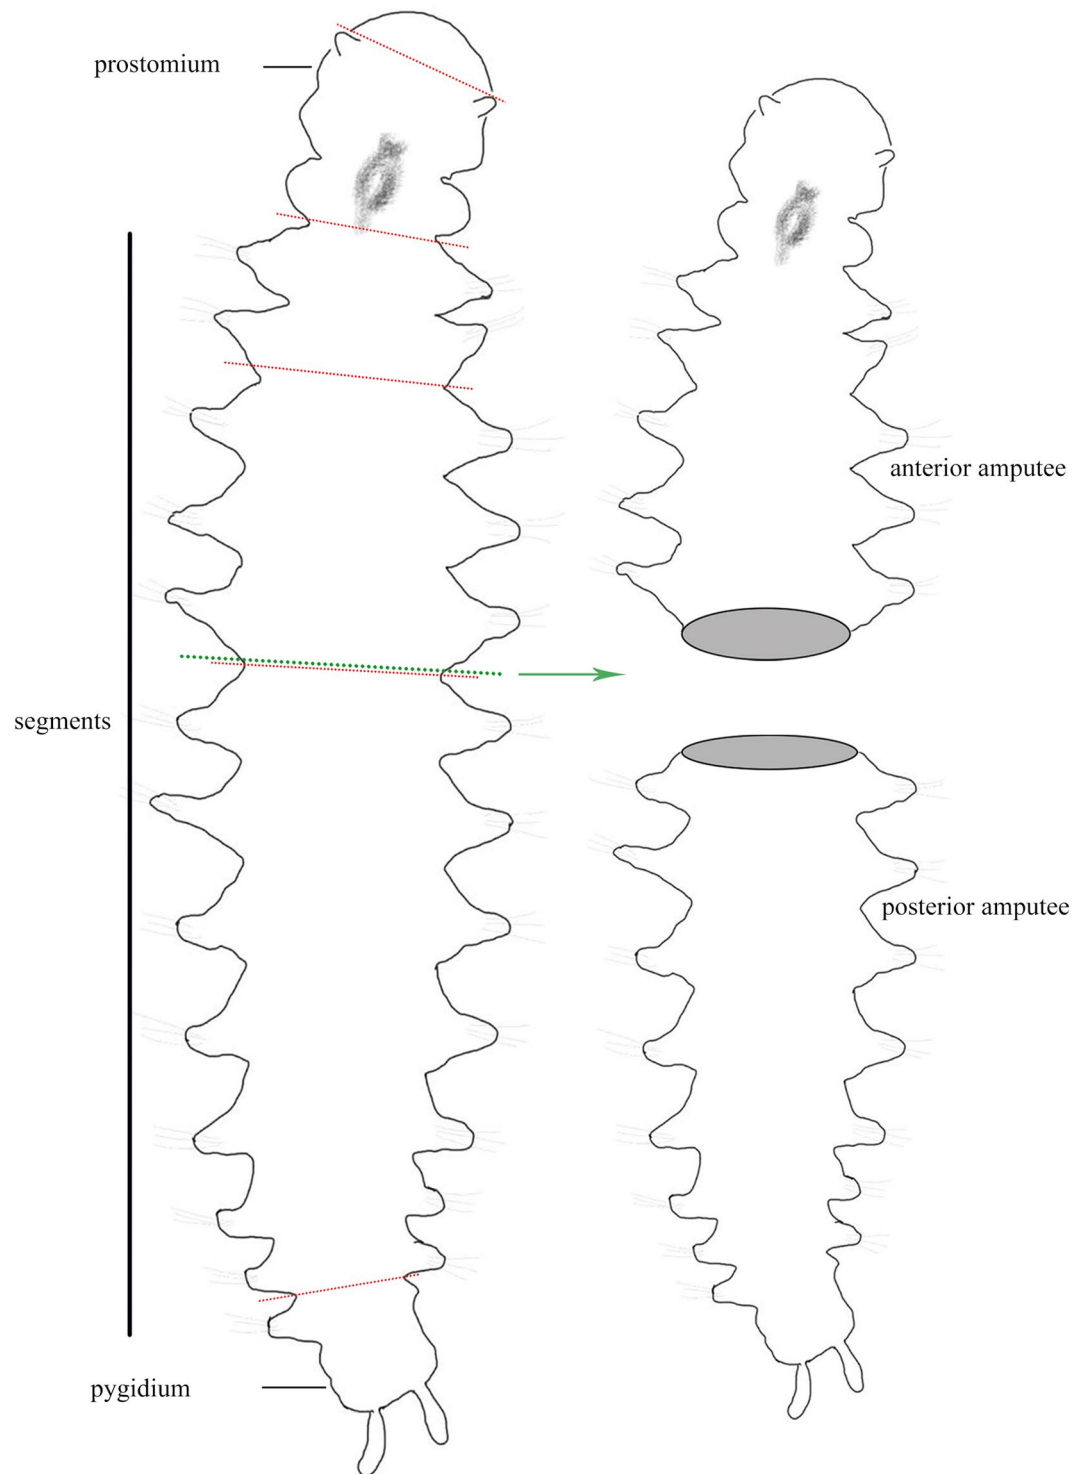 prostomium
anterior amputee
segments
posterior amputee
pygidium